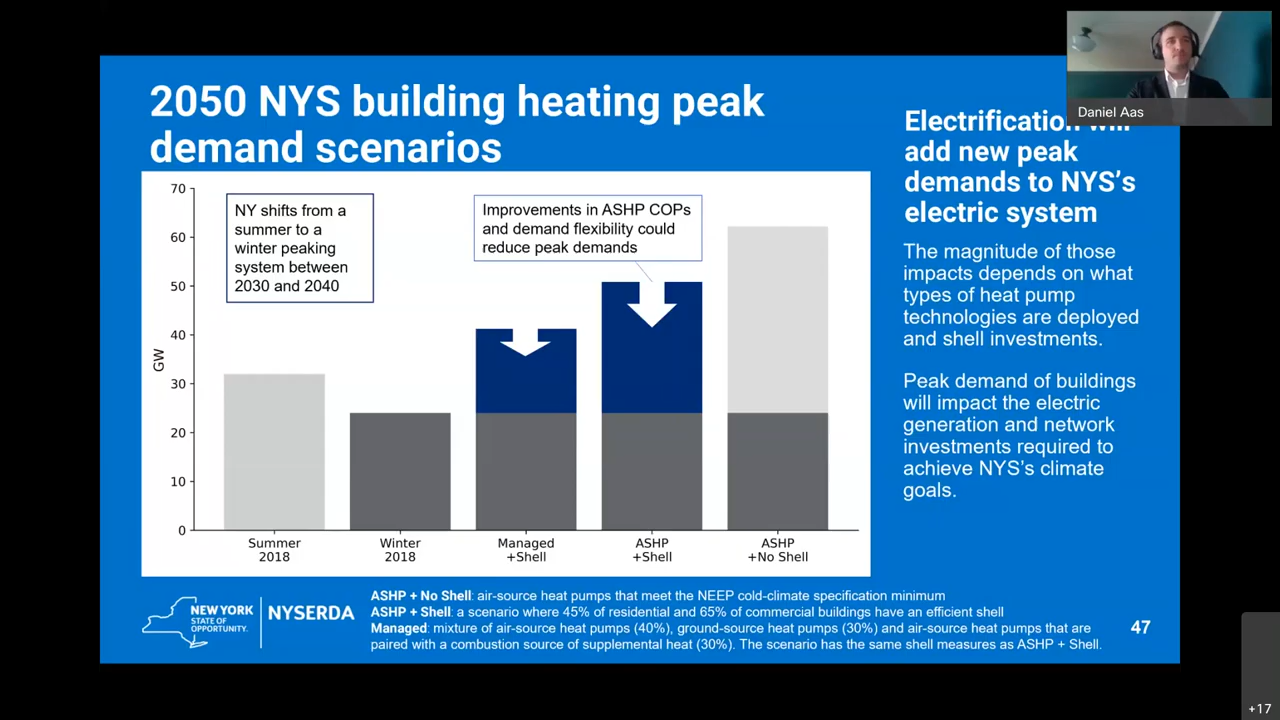 Daniel Aas
2050 NYS building heating peak
demand scenarios
70
60
50
40
30
20
10
0
GW
NY shifts from a
summer to a
winter peaking
system between
2030 and 2040
Improvements in ASHP COPs
and demand flexibility could
reduce peak demands
Summer
2018
Winter
2018
Managed
+Shell
ASHP
+Shell
ASHP
+No Shell
Electrification will
add new peak
demands to NYS's
electric system
The magnitude of those
impacts depends on what
types of heat pump
technologies are deployed
and shell investments.
Peak demand of buildings
will impact the electric
generation and network
investments required to
achieve NYS's climate
goals.
NEW YORK
STATE OF
OPPORTUNITY.
NYSERDA
ASHP + No Shell: air-source heat pumps that meet the NEEP cold-climate specification minimum
ASHP + Shell: a scenario where 45% of residential and 65% of commercial buildings have an efficient shell
Managed: mixture of air-source heat pumps (40%), ground-source heat pumps (30%) and air-source heat pumps that are
paired with a combustion source of supplemental heat (30%). The scenario has the same shell measures as ASHP + Shell.
47
+17